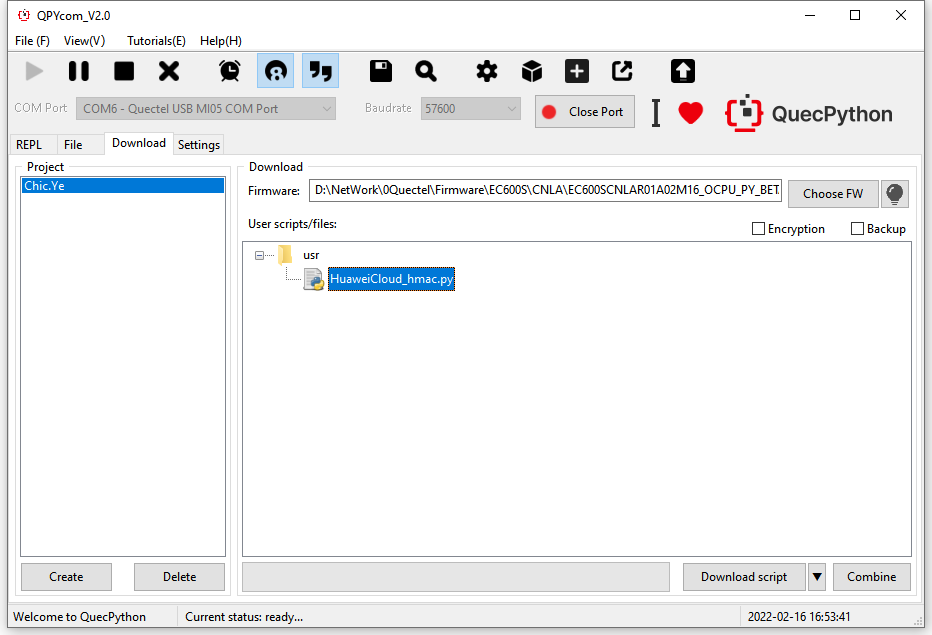 QPYcom_V2.0
File (F) View(V) Tutorials(E) Help(H)
COM Port COM6 - Quectel USB MI05 COM Port Baudrate 57600 Close Port QuecPython
REPL File Download Settings
Project Download
Chic.Ye
Firmware: D:\NetWork\0Quectel\Firmware\EC600S\CNLA\EC600SCNLAR01A02M16_OCPU_PY_BET. Choose FW
User scripts/files: Encryption Backup
usr
HuaweiCloud_hmac.py
Create Delete Download script Combine
Welcome to QuecPython Current status: ready... 2022-02-16 16:53:41